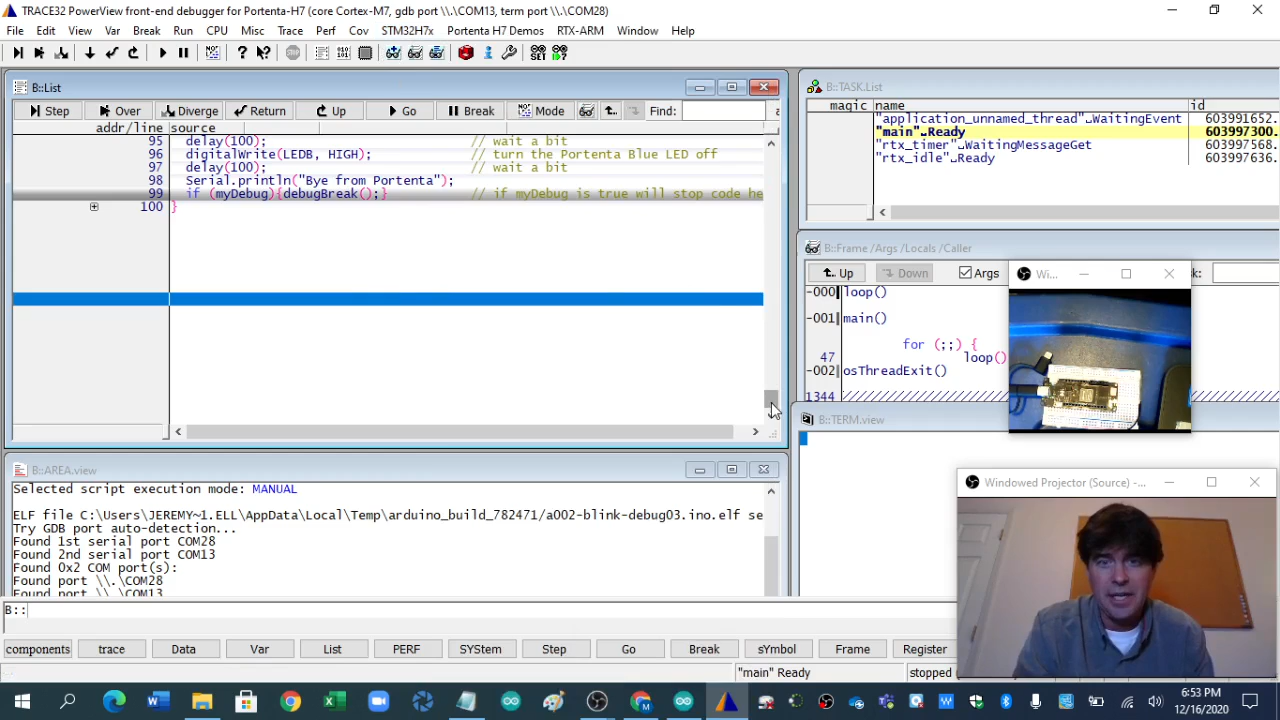 TRACE32 PowerView front-end debugger for Portenta-H7 (core Cortex-M7, gdb port \\.\COM13, term port \\.\COM28)
File Edit View Var Break Run CPU Misc Trace Perf Cov STM32H7x Portenta H7 Demos RTX-ARM Window Help
B::List
Step Over Diverge Return Up Go Break Mode Find:
addr/line source
95 delay(100); // wait a bit
96 digitalWrite(LEDB, HIGH); // turn the Portenta Blue LED off
97 delay(100); // wait a bit
98 Serial.println("Bye from Portenta");
99 if (myDebug){debugBreak();} // if myDebug is true will stop code he
100 }
B::TASK.List
magic name id
"application_unnamed_thread"␣WaitingEvent 603991652.
"main"␣Ready 603997300.
"rtx_timer"␣WaitingMessageGet 603997568.
"rtx_idle"␣Ready 603997636.
B::Frame /Args /Locals /Caller
Up Down Args
Wi...
-000 loop()
-001 main()
for (;;) {
47 loop()
-002 osThreadExit()
1344
B::TERM.view
B::AREA.view
Selected script execution mode: MANUAL
ELF file C:\Users\JEREMY~1.ELL\AppData\Local\Temp\arduino_build_782471/a002-blink-debug03.ino.elf se
Try GDB port auto-detection...
Found 1st serial port COM28
Found 2nd serial port COM13
Found 0x2 COM port(s):
Found port \\.\COM28
Found port \\.\COM13
Windowed Projector (Source) -...
B::
components trace Data Var List PERF SYStem Step Go Break sYmbol Frame Register
"main" Ready stopped
6:53 PM
12/16/2020